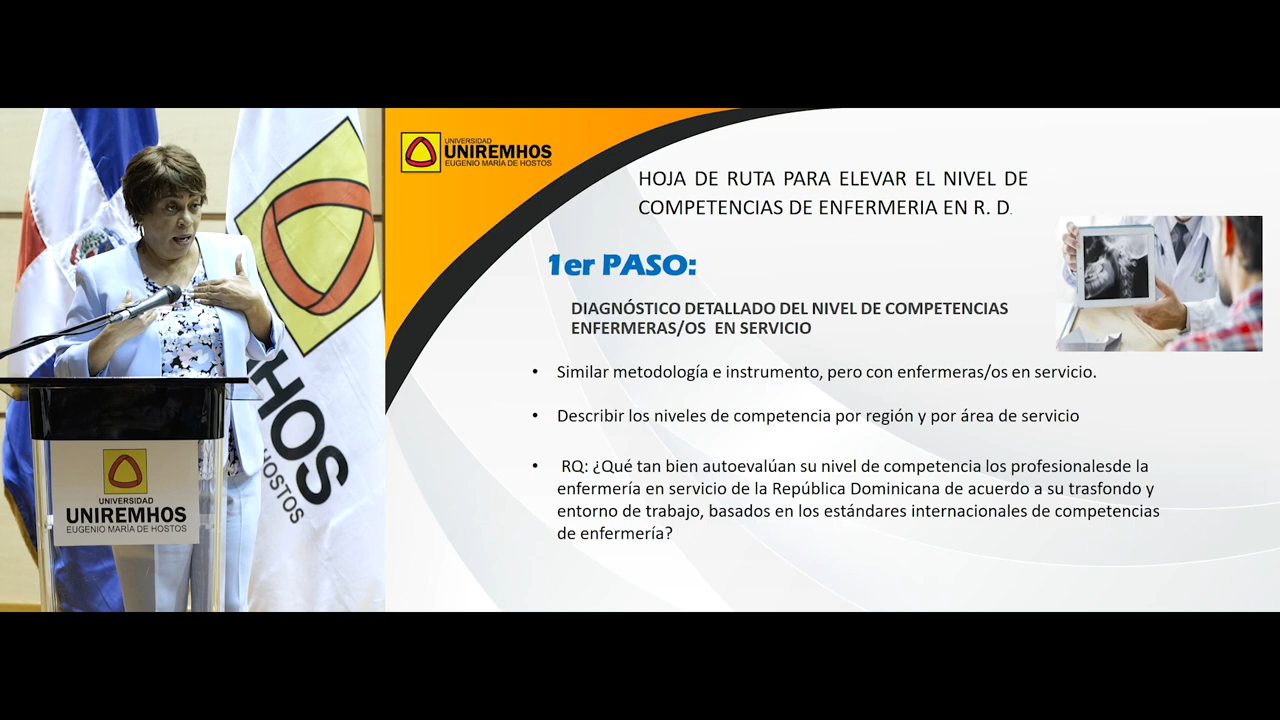 UNIVERSIDAD
UNIREMHOS
EUGENIO MARÍA DE HOSTOS
HOJA DE RUTA PARA ELEVAR EL NIVEL DE
COMPETENCIAS DE ENFERMERIA EN R. D.
1er PASO:
DIAGNÓSTICO DETALLADO DEL NIVEL DE COMPETENCIAS
ENFERMERAS/OS EN SERVICIO
• Similar metodología e instrumento, pero con enfermeras/os en servicio.
• Describir los niveles de competencia por región y por área de servicio
• RQ: ¿Qué tan bien autoevalúan su nivel de competencia los profesionalesde la
enfermería en servicio de la República Dominicana de acuerdo a su trasfondo y
entorno de trabajo, basados en los estándares internacionales de competencias
de enfermería?
HOS
HOSTOS
UNIVERSIDAD
UNIREMHOS
EUGENIO MARÍA DE HOSTOS